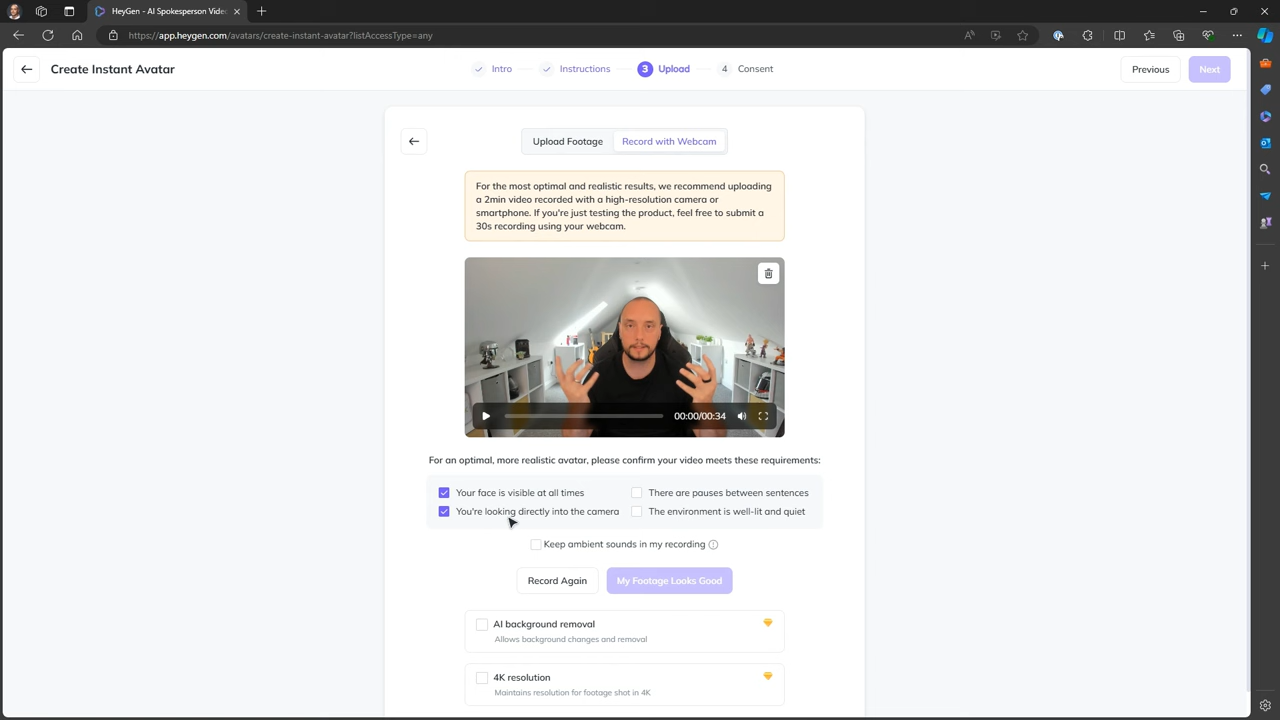 HeyGen - AI Spokesperson Vide
https://app.heygen.com/avatars/create-instant-avatar?listAccessType=any
Create Instant Avatar
Intro
Instructions
3 Upload
4 Consent
Previous
Next
Upload Footage
Record with Webcam
For the most optimal and realistic results, we recommend uploading
a 2min video recorded with a high-resolution camera or
smartphone. If you're just testing the product, feel free to submit a
30s recording using your webcam.
00:00/00:34
For an optimal, more realistic avatar, please confirm your video meets these requirements:
Your face is visible at all times
There are pauses between sentences
You're looking directly into the camera
The environment is well-lit and quiet
Keep ambient sounds in my recording
Record Again
My Footage Looks Good
AI background removal
Allows background changes and removal
4K resolution
Maintains resolution for footage shot in 4K